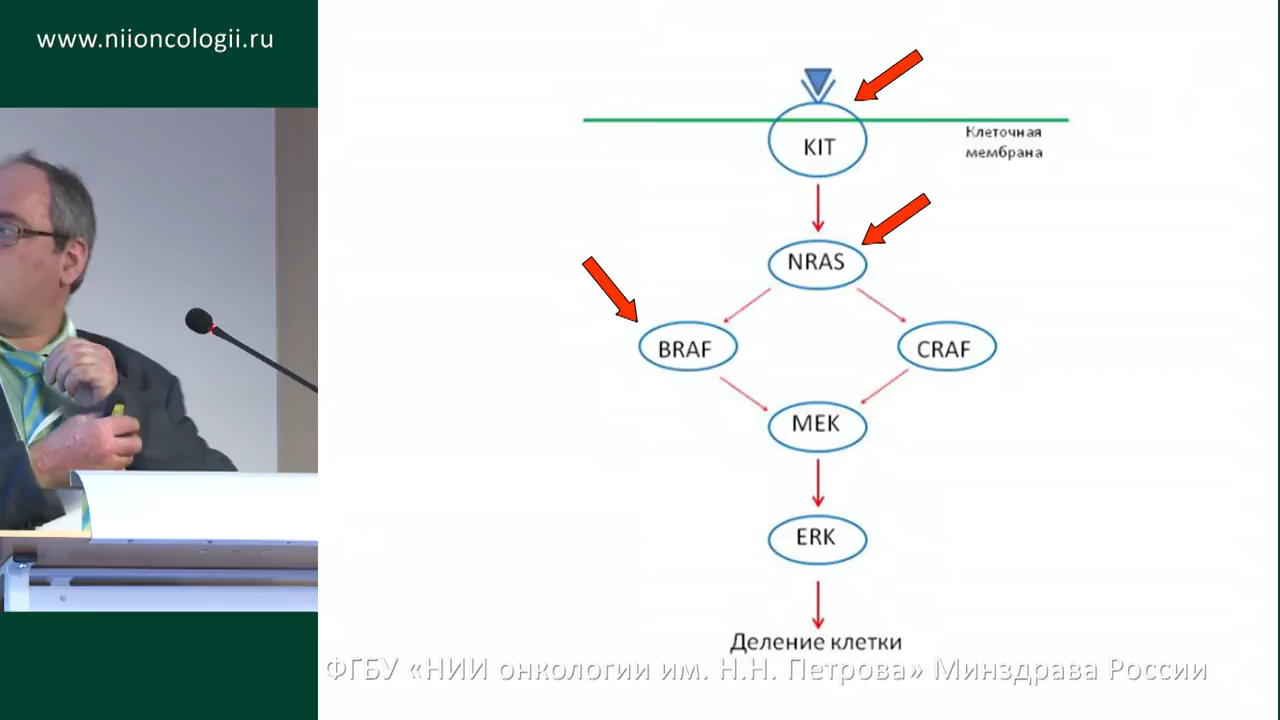 www.niioncologii.ru
Клеточная
мембрана
KIT
NRAS
BRAF
CRAF
MEK
ERK
Деление клетки
ФГБУ «НИИ онкологии им. Н.Н. Петрова» Минздрава России